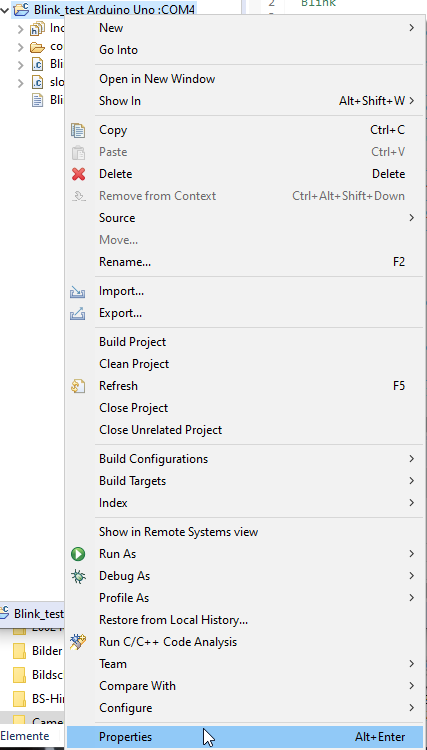 Blink_test Arduino Uno :COM4
2
Blink
Inc
co
Bli
slo
Bli
New
Go Into
Open in New Window
Show In Alt+Shift+W
Copy Ctrl+C
Paste Ctrl+V
Delete Delete
Remove from Context Ctrl+Alt+Shift+Down
Source
Move...
Rename... F2
Import...
Export...
Build Project
Clean Project
Refresh F5
Close Project
Close Unrelated Project
Build Configurations
Build Targets
Index
Show in Remote Systems view
Run As
Debug As
Profile As
Restore from Local History...
Run C/C++ Code Analysis
Team
Compare With
Configure
Properties Alt+Enter
Blink_test
Bilder
Bildsc
BS-Hi
Came
Elemente